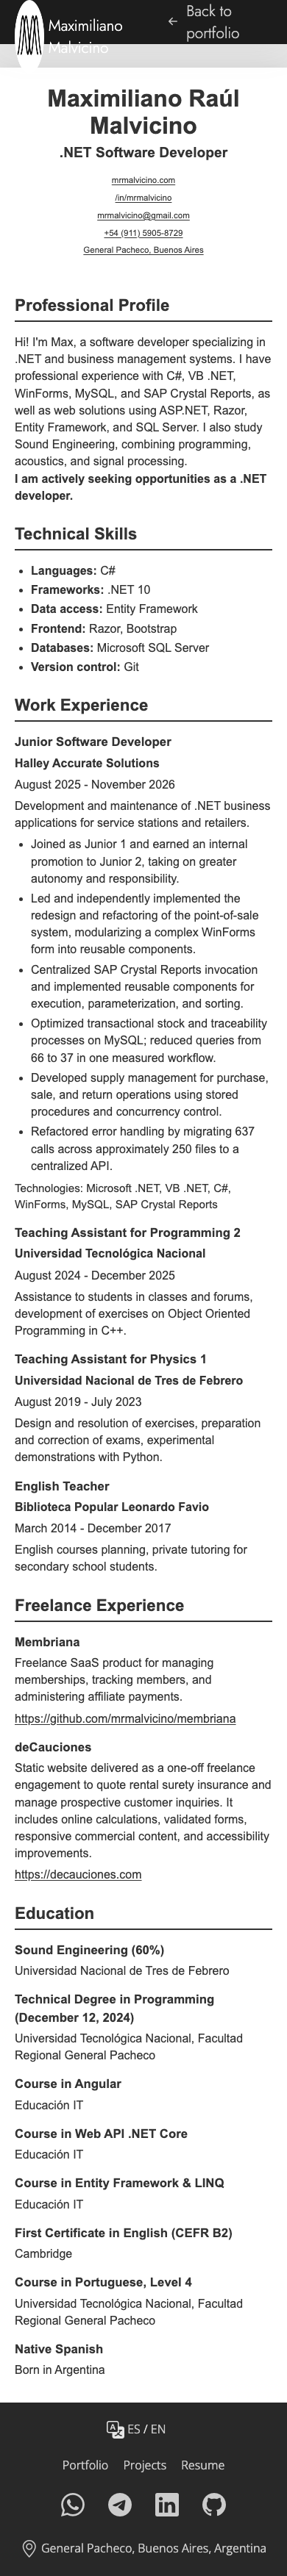 Maximiliano
Malvicino
← Back to
portfolio
Maximiliano Raúl
Malvicino
.NET Software Developer
mrmalvicino.com
/in/mrmalvicino
mrmalvicino@gmail.com
+54 (911) 5905-8729
General Pacheco, Buenos Aires
Professional Profile
Hi! I'm Max, a software developer specializing in
.NET and business management systems. I have
professional experience with C#, VB .NET,
WinForms, MySQL, and SAP Crystal Reports, as
well as web solutions using ASP.NET, Razor,
Entity Framework, and SQL Server. I also study
Sound Engineering, combining programming,
acoustics, and signal processing.
I am actively seeking opportunities as a .NET
developer.
Technical Skills
• Languages: C#
• Frameworks: .NET 10
• Data access: Entity Framework
• Frontend: Razor, Bootstrap
• Databases: Microsoft SQL Server
• Version control: Git
Work Experience
Junior Software Developer
Halley Accurate Solutions
August 2025 - November 2026
Development and maintenance of .NET business
applications for service stations and retailers.
• Joined as Junior 1 and earned an internal
promotion to Junior 2, taking on greater
autonomy and responsibility.
• Led and independently implemented the
redesign and refactoring of the point-of-sale
system, modularizing a complex WinForms
form into reusable components.
• Centralized SAP Crystal Reports invocation
and implemented reusable components for
execution, parameterization, and sorting.
• Optimized transactional stock and traceability
processes on MySQL; reduced queries from
66 to 37 in one measured workflow.
• Developed supply management for purchase,
sale, and return operations using stored
procedures and concurrency control.
• Refactored error handling by migrating 637
calls across approximately 250 files to a
centralized API.
Technologies: Microsoft .NET, VB .NET, C#,
WinForms, MySQL, SAP Crystal Reports
Teaching Assistant for Programming 2
Universidad Tecnológica Nacional
August 2024 - December 2025
Assistance to students in classes and forums,
development of exercises on Object Oriented
Programming in C++.
Teaching Assistant for Physics 1
Universidad Nacional de Tres de Febrero
August 2019 - July 2023
Design and resolution of exercises, preparation
and correction of exams, experimental
demonstrations with Python.
English Teacher
Biblioteca Popular Leonardo Favio
March 2014 - December 2017
English courses planning, private tutoring for
secondary school students.
Freelance Experience
Membriana
Freelance SaaS product for managing
memberships, tracking members, and
administering affiliate payments.
https://github.com/mrmalvicino/membriana
deCauciones
Static website delivered as a one-off freelance
engagement to quote rental surety insurance and
manage prospective customer inquiries. It
includes online calculations, validated forms,
responsive commercial content, and accessibility
improvements.
https://decauciones.com
Education
Sound Engineering (60%)
Universidad Nacional de Tres de Febrero
Technical Degree in Programming
(December 12, 2024)
Universidad Tecnológica Nacional, Facultad
Regional General Pacheco
Course in Angular
Educación IT
Course in Web API .NET Core
Educación IT
Course in Entity Framework & LINQ
Educación IT
First Certificate in English (CEFR B2)
Cambridge
Course in Portuguese, Level 4
Universidad Tecnológica Nacional, Facultad
Regional General Pacheco
Native Spanish
Born in Argentina
ES / EN
Portfolio Projects Resume
General Pacheco, Buenos Aires, Argentina